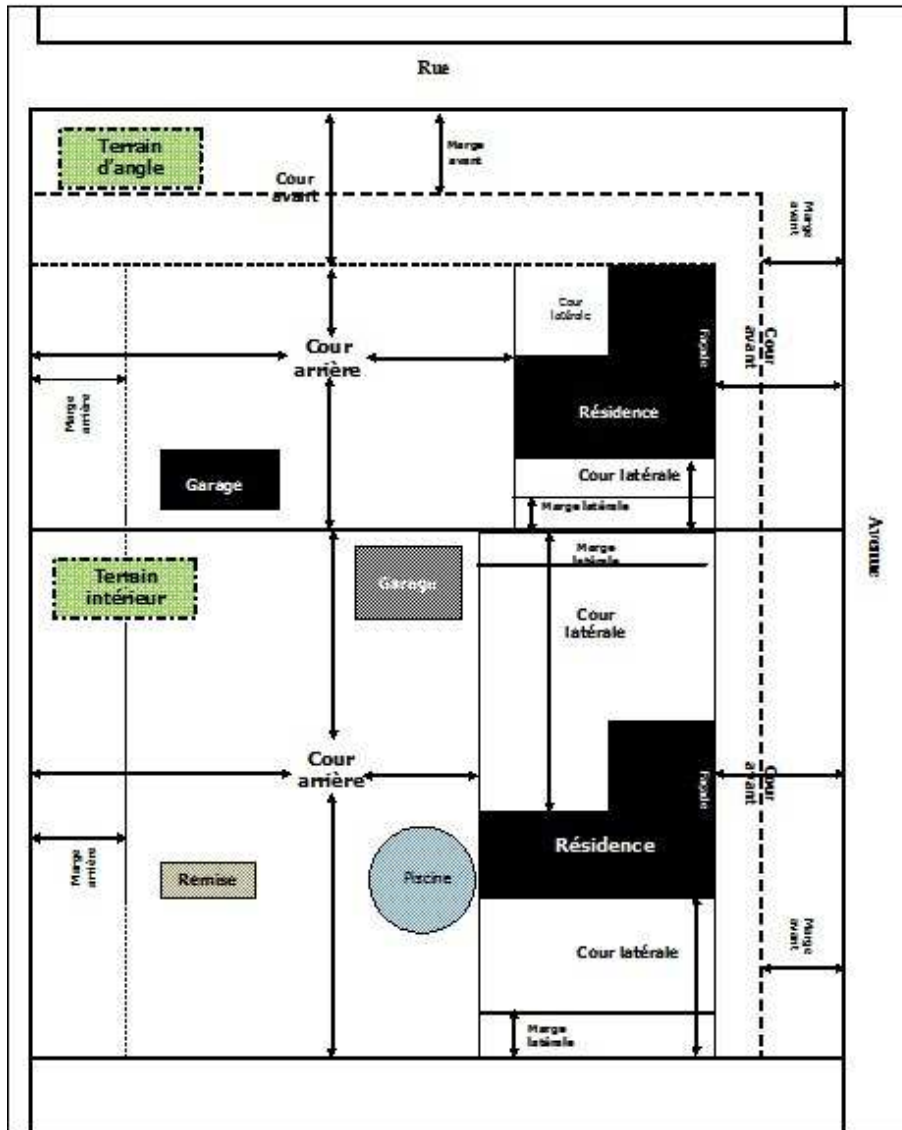 Rue
Terrain
d'angle
Marge
avant
Cour
avant
Marge
avant
Cour
latérale
Façade
Cour
avant
Cour
arrière
Marge
arrière
Résidence
Garage
Cour latérale
Marge latérale
Avenue
Marge
latérale
Terrain
intérieur
Garage
Cour
latérale
Cour
arrière
Façade
Cour
avant
Résidence
Marge
arrière
Remise
Piscine
Cour latérale
Marge
avant
Marge
latérale